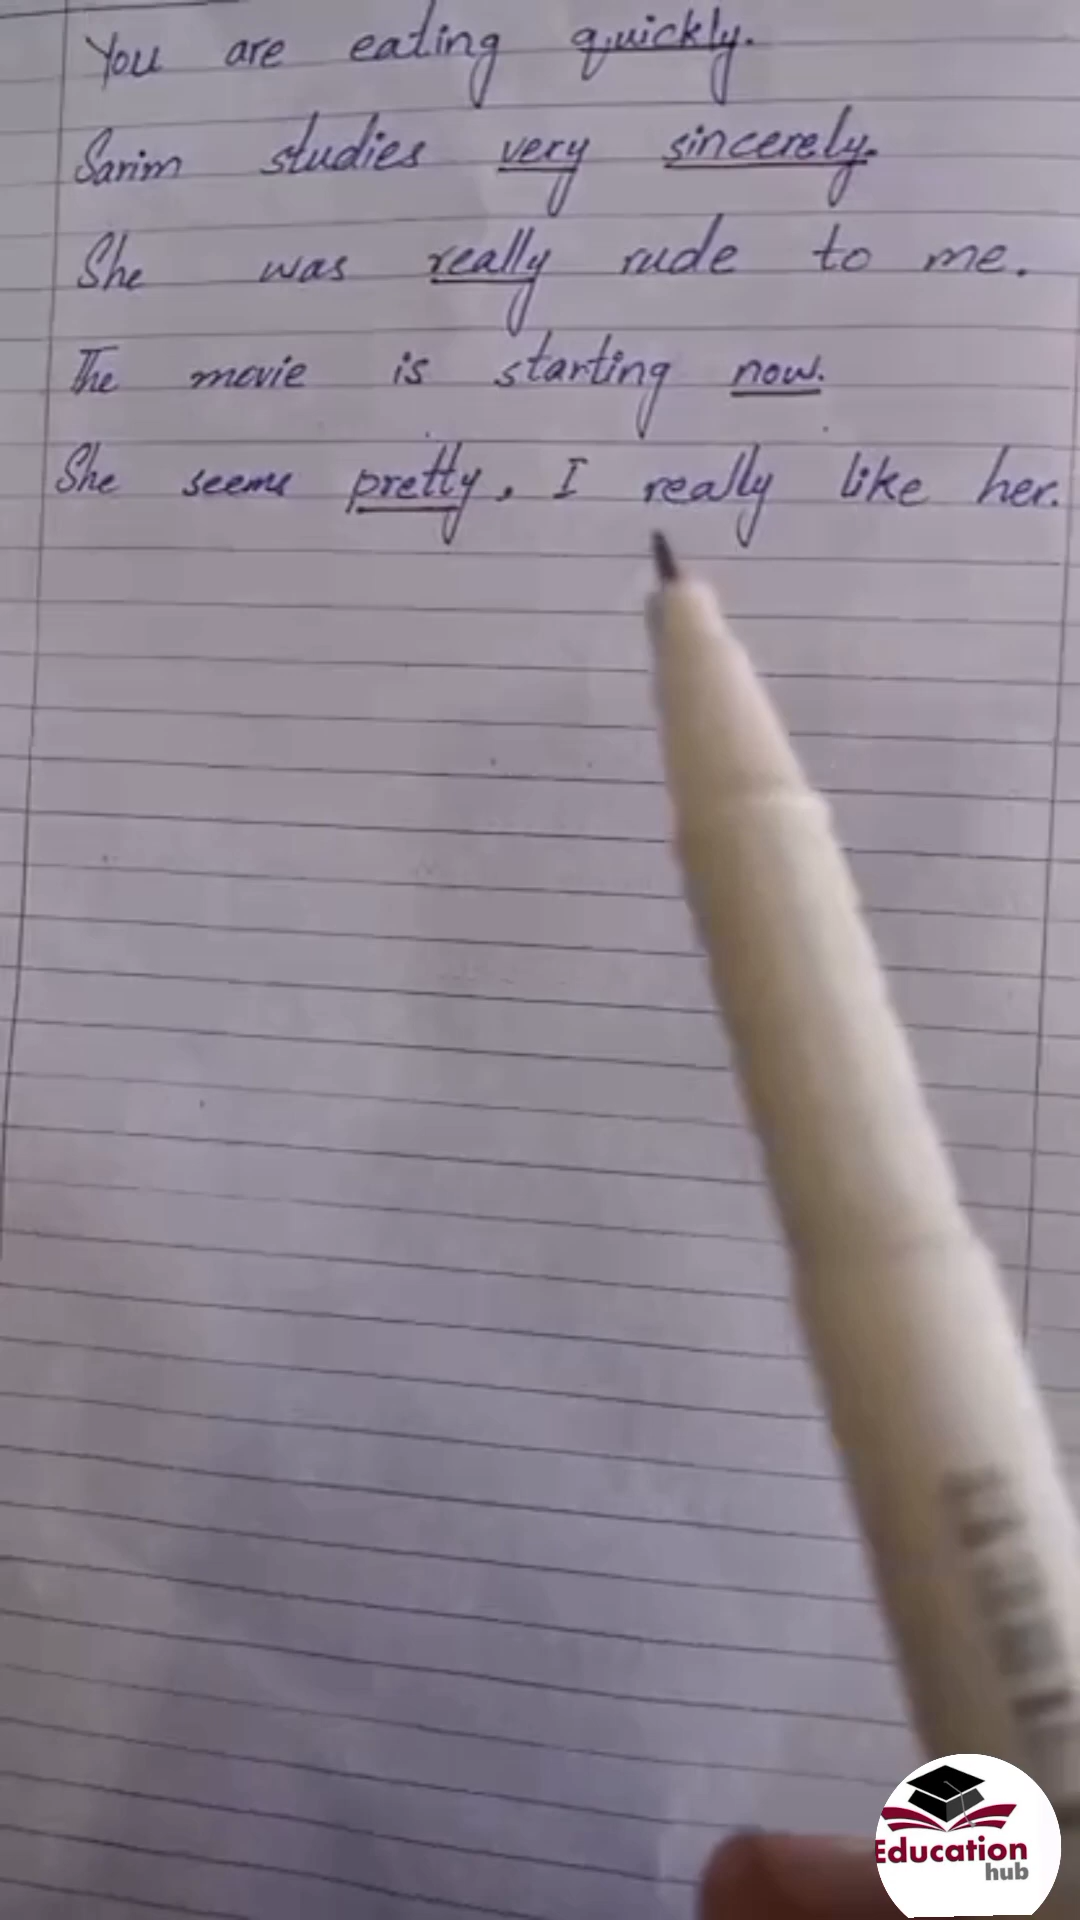 You are eating quickly.
Sarim studies very sincerely.
She was really rude to me.
The movie is starting now.
She seems pretty, I really like her.
Education
hub